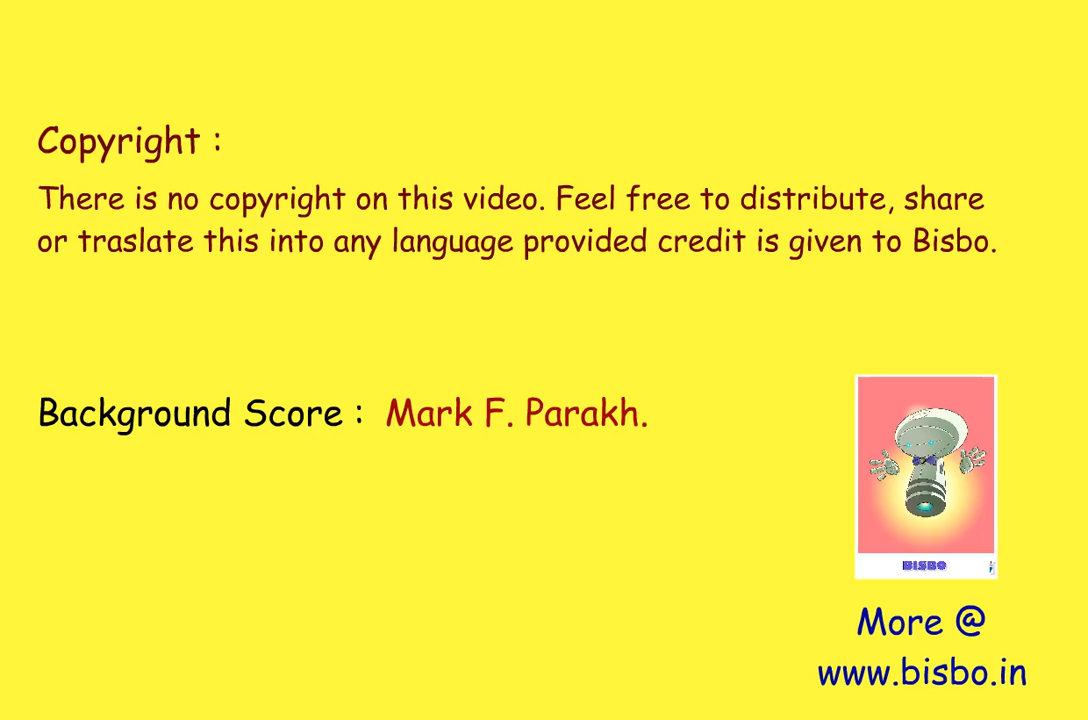 Copyright :
There is no copyright on this video. Feel free to distribute, share
or traslate this into any language provided credit is given to Bisbo.
Background Score : Mark F. Parakh.
BISBO
More @
www.bisbo.in